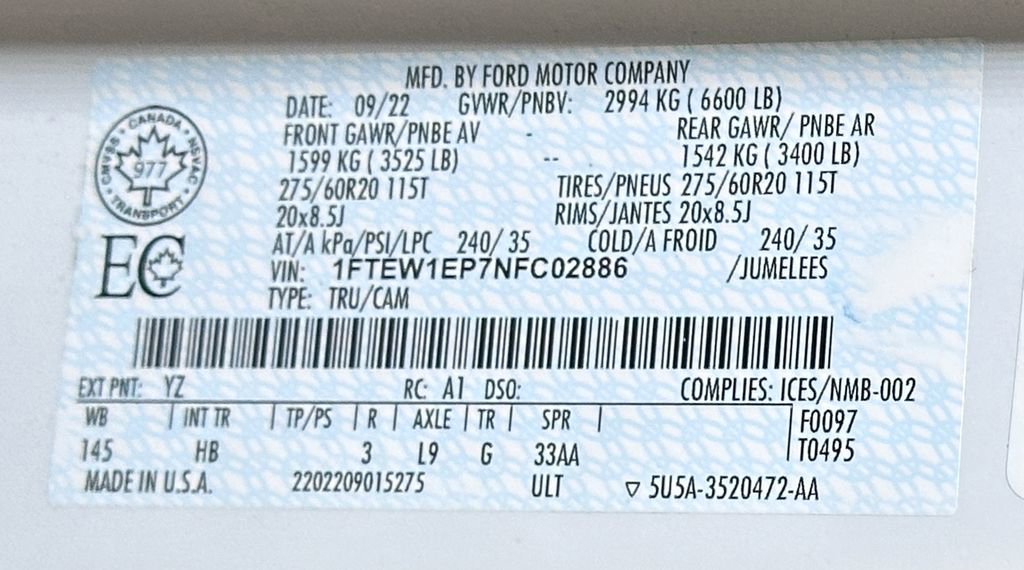 MFD. BY FORD MOTOR COMPANY
DATE: 09/22 GVWR/PNBV: 2994 KG ( 6600 LB)
FRONT GAWR/PNBE AV - REAR GAWR/ PNBE AR
1599 KG ( 3525 LB) -- . 1542 KG ( 3400 LB)
275/60R20 115T TIRES/PNEUS 275/60R20 115T
20x8.5J RIMS/JANTES 20x8.5J
AT/A kPa/PSI/LPC 240/ 35 COLD/A FROID 240/ 35
VIN: 1FTEW1EP7NFC02886 /JUMELEES
TYPE: TRU/CAM
CANADA
CMVSS NSVAC
977
TRANSPORT
EC
EXT PNT: YZ RC: A1 DSO: COMPLIES: ICES/NMB-002
WB | INT TR | TP/PS | R | AXLE | TR | SPR | F0097
145 HB 3 L9 G 33AA T0495
MADE IN U.S.A. 2202209015275 ULT ▽ 5U5A-3520472-AA